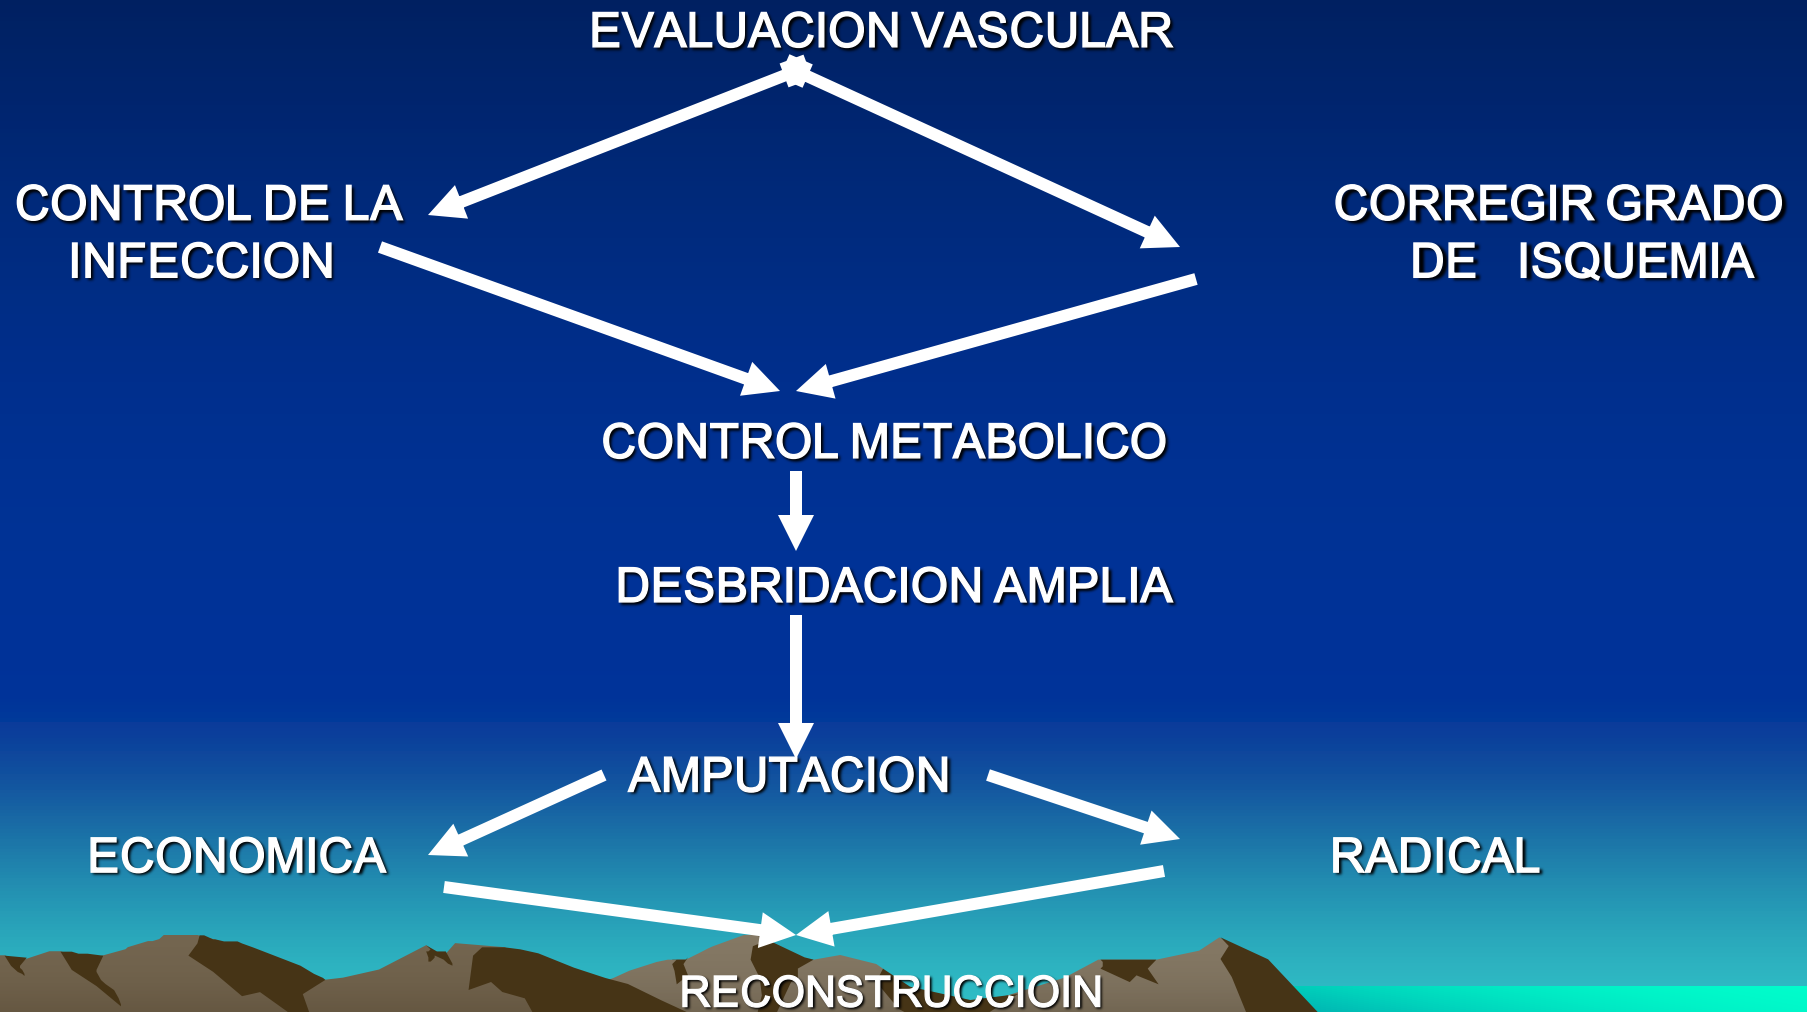 EVALUACION VASCULAR
CONTROL DE LA
INFECCION
CORREGIR GRADO
DE ISQUEMIA
CONTROL METABOLICO
DESBRIDACION AMPLIA
AMPUTACION
ECONOMICA
RADICAL
RECONSTRUCCIOIN